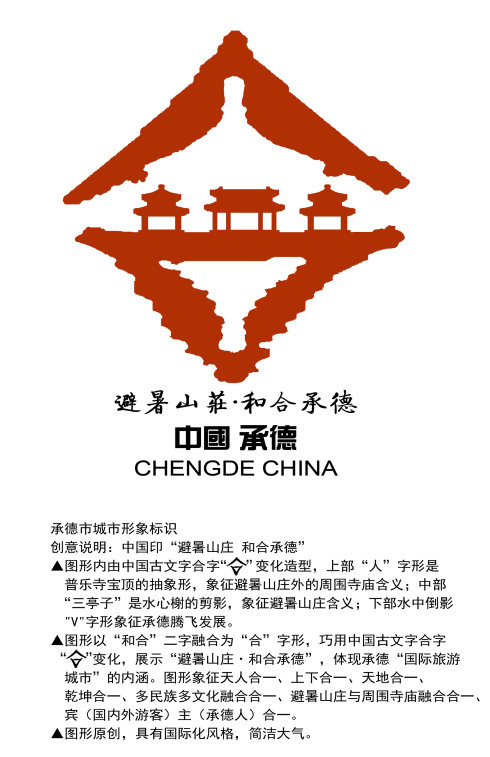 避暑山莊·和合承德
中國 承德
CHENGDE CHINA
承德市城市形象标识
创意说明：中国印“避暑山庄 和合承德”
▲图形内由中国古文字合字“ ”变化造型，上部“人”字形是
普乐寺宝顶的抽象形，象征避暑山庄外的周围寺庙含义；中部
“三亭子”是水心榭的剪影，象征避暑山庄含义；下部水中倒影
"V"字形象征承德腾飞发展。
▲图形以“和合”二字融合为“合”字形，巧用中国古文字合字
“ ”变化，展示“避暑山庄·和合承德”，体现承德“国际旅游
城市”的内涵。图形象征天人合一、上下合一、天地合一、
乾坤合一、多民族多文化融合合一、避暑山庄与周围寺庙融合合一、
宾（国内外游客）主（承德人）合一。
▲图形原创，具有国际化风格，简洁大气。